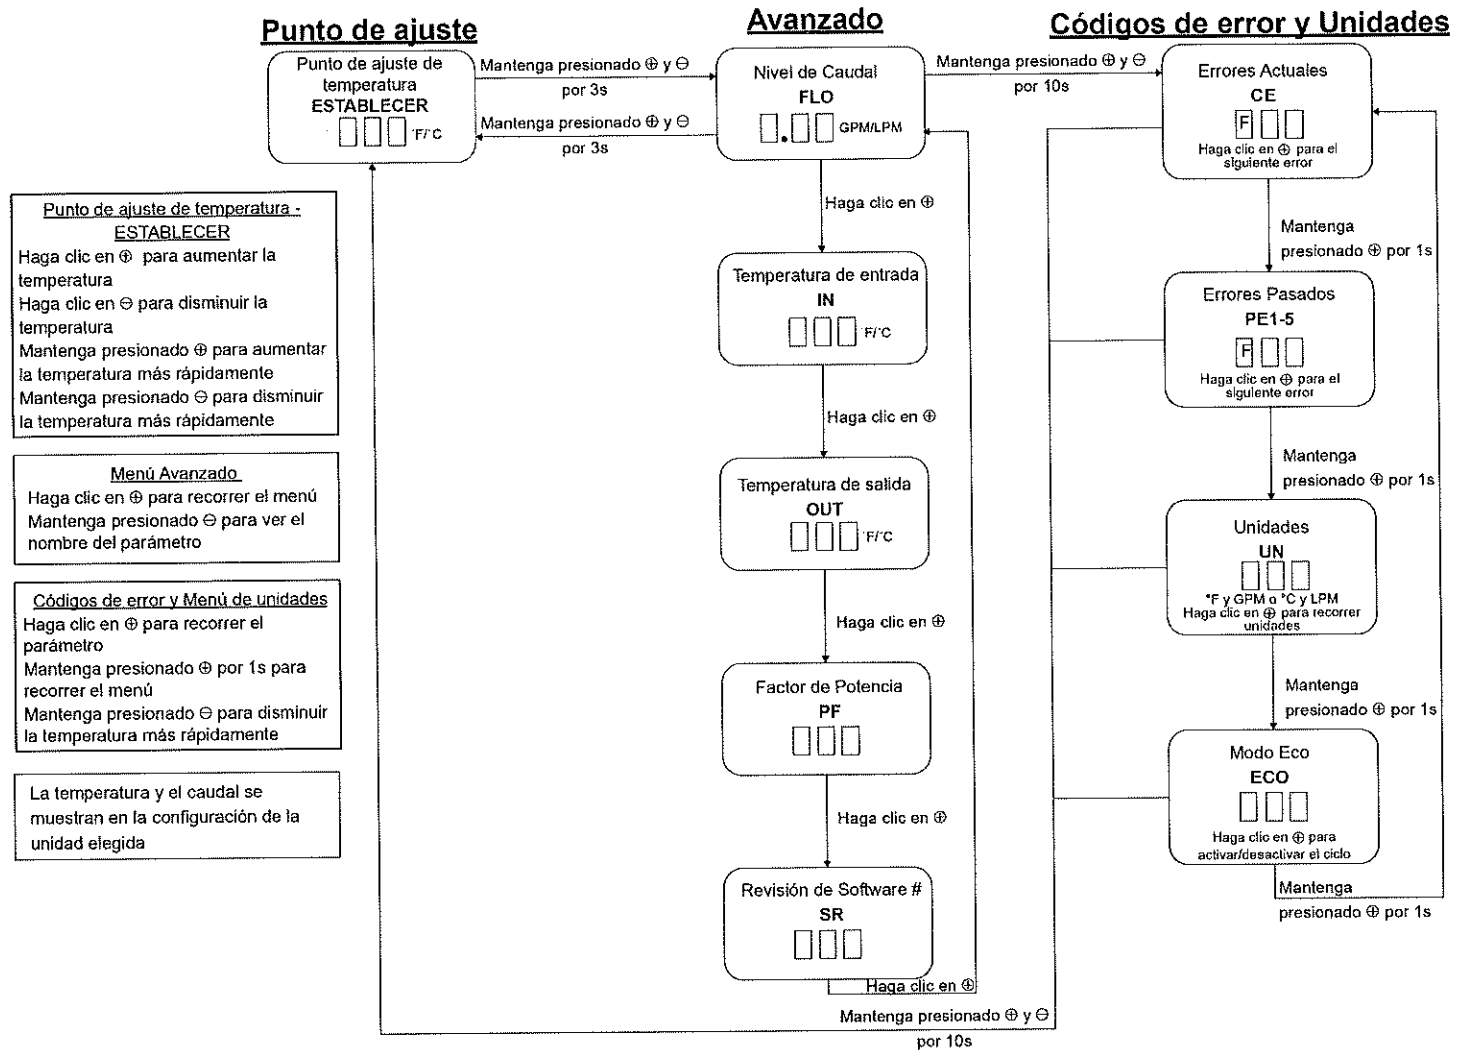 Punto de ajuste
Avanzado
Códigos de error y Unidades
Punto de ajuste de
temperatura
ESTABLECER
°F/°C
Mantenga presionado ⊕ y ⊖
por 3s
Mantenga presionado ⊕ y ⊖
por 3s
Nivel de Caudal
FLO
GPM/LPM
Mantenga presionado ⊕ y ⊖
por 10s
Errores Actuales
CE
F
Haga clic en ⊕ para el
siguiente error
Haga clic en ⊕
Mantenga
presionado ⊕ por 1s
Punto de ajuste de temperatura -
ESTABLECER
Haga clic en ⊕ para aumentar la
temperatura
Haga clic en ⊖ para disminuir la
temperatura
Mantenga presionado ⊕ para aumentar
la temperatura más rápidamente
Mantenga presionado ⊖ para disminuir
la temperatura más rápidamente
Temperatura de entrada
IN
°F/°C
Errores Pasados
PE1-5
F
Haga clic en ⊕ para el
siguiente error
Haga clic en ⊕
Mantenga
presionado ⊕ por 1s
Menú Avanzado
Haga clic en ⊕ para recorrer el menú
Mantenga presionado ⊖ para ver el
nombre del parámetro
Temperatura de salida
OUT
°F/°C
Unidades
UN
°F y GPM o °C y LPM
Haga clic en ⊕ para recorrer
unidades
Códigos de error y Menú de unidades
Haga clic en ⊕ para recorrer el
parámetro
Mantenga presionado ⊕ por 1s para
recorrer el menú
Mantenga presionado ⊖ para disminuir
la temperatura más rápidamente
Haga clic en ⊕
Mantenga
presionado ⊕ por 1s
Factor de Potencia
PF
Modo Eco
ECO
Haga clic en ⊕ para
activar/desactivar el ciclo
La temperatura y el caudal se
muestran en la configuración de la
unidad elegida
Haga clic en ⊕
Mantenga
presionado ⊕ por 1s
Revisión de Software #
SR
Haga clic en ⊕
Mantenga presionado ⊕ y ⊖
por 10s